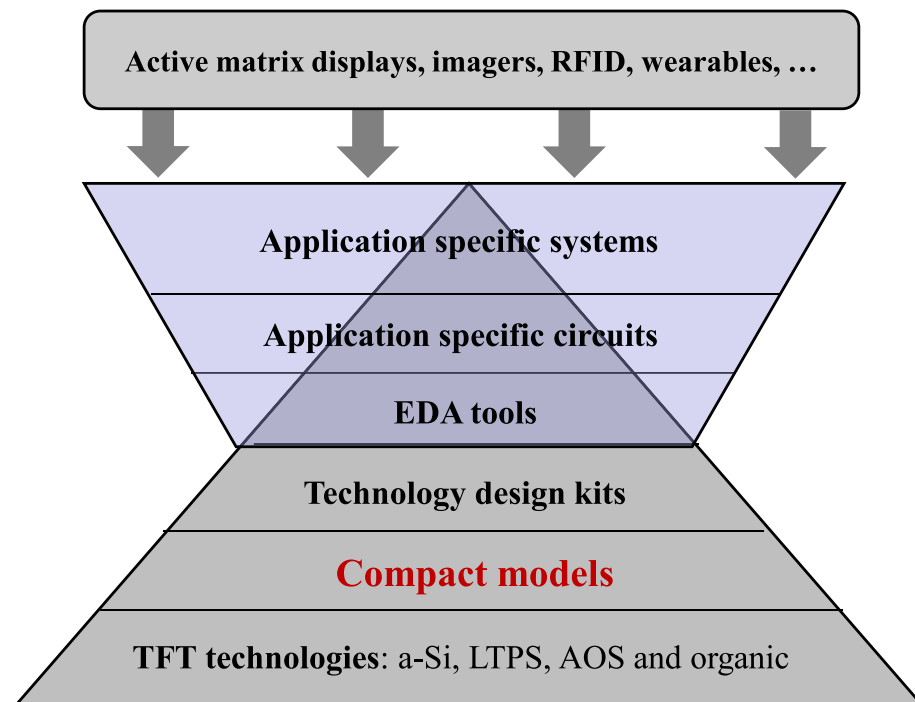 Active matrix displays, imagers, RFID, wearables, …
Application specific systems
Application specific circuits
EDA tools
Technology design kits
Compact models
TFT technologies: a-Si, LTPS, AOS and organic